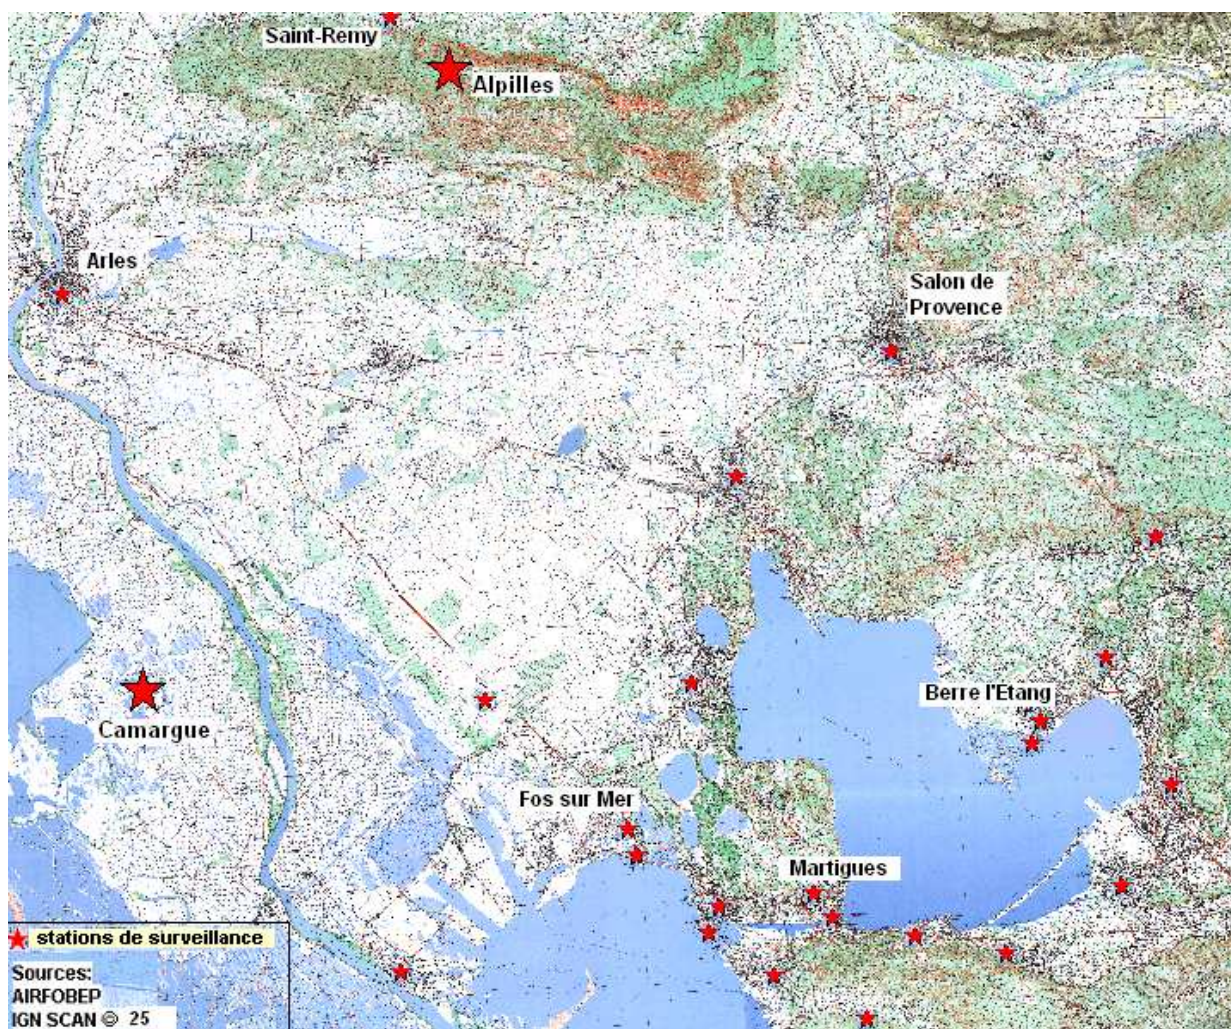 Saint-Remy
Alpilles
Arles
Salon de
Provence
Berre l'Etang
Camargue
Fos sur Mer
Martigues
stations de surveillance
Sources:
AIRFOBEP
IGN SCAN © 25